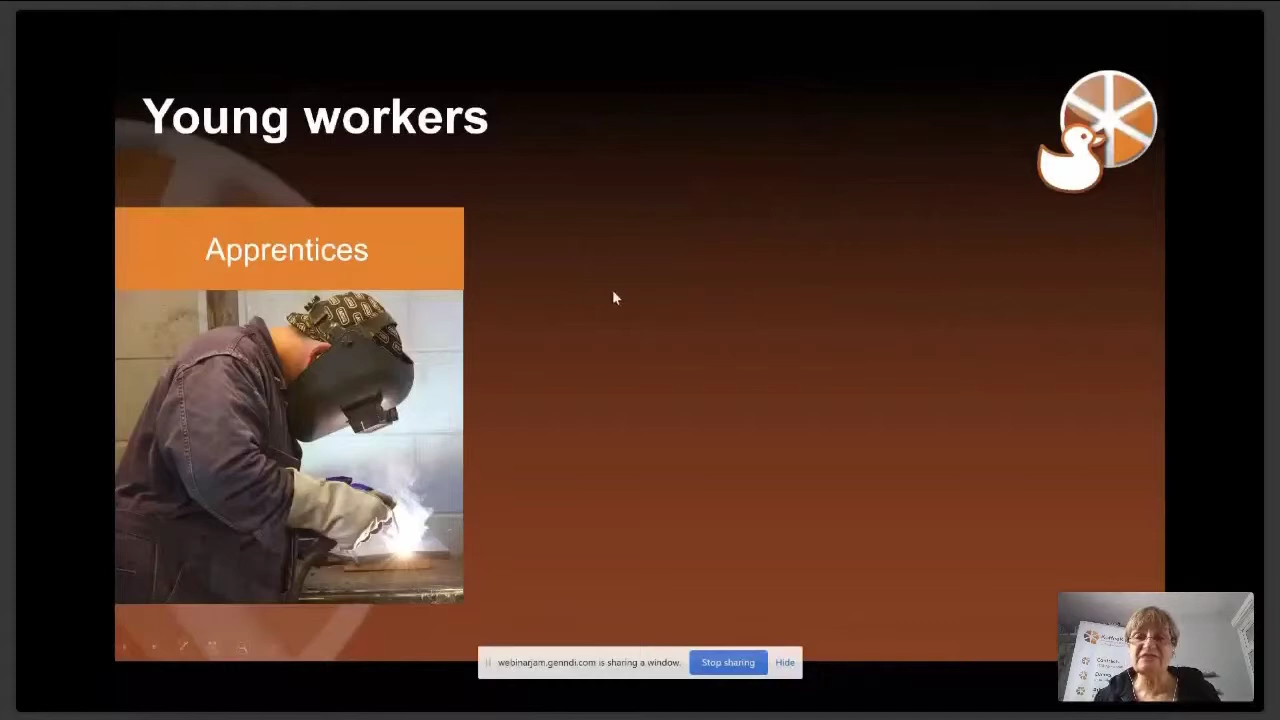 Young workers
Apprentices
webinarjam.genndi.com is sharing a window.
Stop sharing
Hide